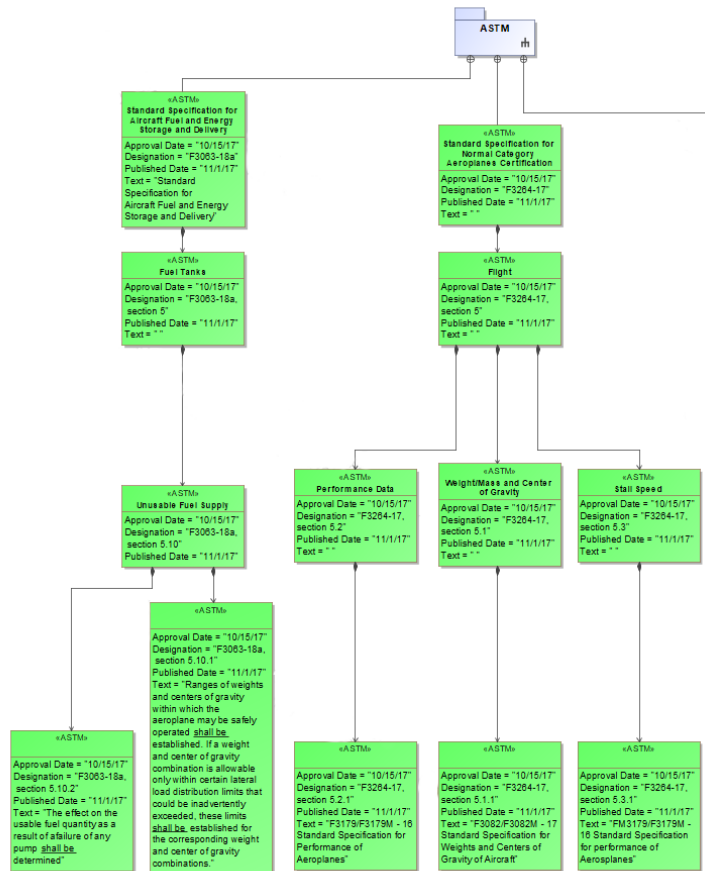 ASTM
«ASTM»
Standard Specification for
Aircraft Fuel and Energy
Storage and Delivery
Approval Date = "10/15/17"
Designation = "F3063-18a"
Published Date = "11/1/17"
Text = "Standard
Specification for
Aircraft Fuel and Energy
Storage and Delivery"
«ASTM»
Standard Specification for
Normal Category
Aeroplanes Certification
Approval Date = "10/15/17"
Designation = "F3264-17"
Published Date = "11/1/17"
Text = " "
«ASTM»
Fuel Tanks
Approval Date = "10/15/17"
Designation = "F3063-18a,
section 5"
Published Date = "11/1/17"
Text = " "
«ASTM»
Flight
Approval Date = "10/15/17"
Designation = "F3264-17,
section 5"
Published Date = "11/1/17"
Text = " "
«ASTM»
Unusable Fuel Supply
Approval Date = "10/15/17"
Designation = "F3063-18a,
section 5.10"
Published Date = "11/1/17"
«ASTM»
Performance Data
Approval Date = "10/15/17"
Designation = "F3264-17,
section 5.2"
Published Date = "11/1/17"
Text = " "
«ASTM»
Weight/Mass and Center
of Gravity
Approval Date = "10/15/17"
Designation = "F3264-17,
section 5.1"
Published Date = "11/1/17"
Text = " "
«ASTM»
Stall Speed
Approval Date = "10/15/17"
Designation = "F3264-17,
section 5.3"
Published Date = "11/1/17"
Text = " "
«ASTM»
Approval Date = "10/15/17"
Designation = "F3063-18a,
section 5.10.2"
Published Date = "11/1/17"
Text = "The effect on the
usable fuel quantity as a
result of afailure of any
pump shall be
determined"
«ASTM»
Approval Date = "10/15/17"
Designation = "F3063-18a,
section 5.10.1"
Published Date = "11/1/17"
Text = "Ranges of weights
and centers of gravity
within which the
aeroplane may be safely
operated shall be
established. If a weight
and center of gravity
combination is allowable
only within certain lateral
load distribution limits that
could be inadvertently
exceeded, these limits
shall be established for
the corresponding weight
and center of gravity
combinations."
«ASTM»
Approval Date = "10/15/17"
Designation = "F3264-17,
section 5.2.1"
Published Date = "11/1/17"
Text = "F3179/F3179M - 16
Standard Specification for
Performance of
Aeroplanes"
«ASTM»
Approval Date = "10/15/17"
Designation = "F3264-17,
section 5.1.1"
Published Date = "11/1/17"
Text = "F3082/F3082M - 17
Standard Specification for
Weights and Centers of
Gravity of Aircraft"
«ASTM»
Approval Date = "10/15/17"
Designation = "F3264-17,
section 5.3.1"
Published Date = "11/1/17"
Text = "FM3179/F3179M -
16 Standard Specification
for performance of
Aerosplanes"